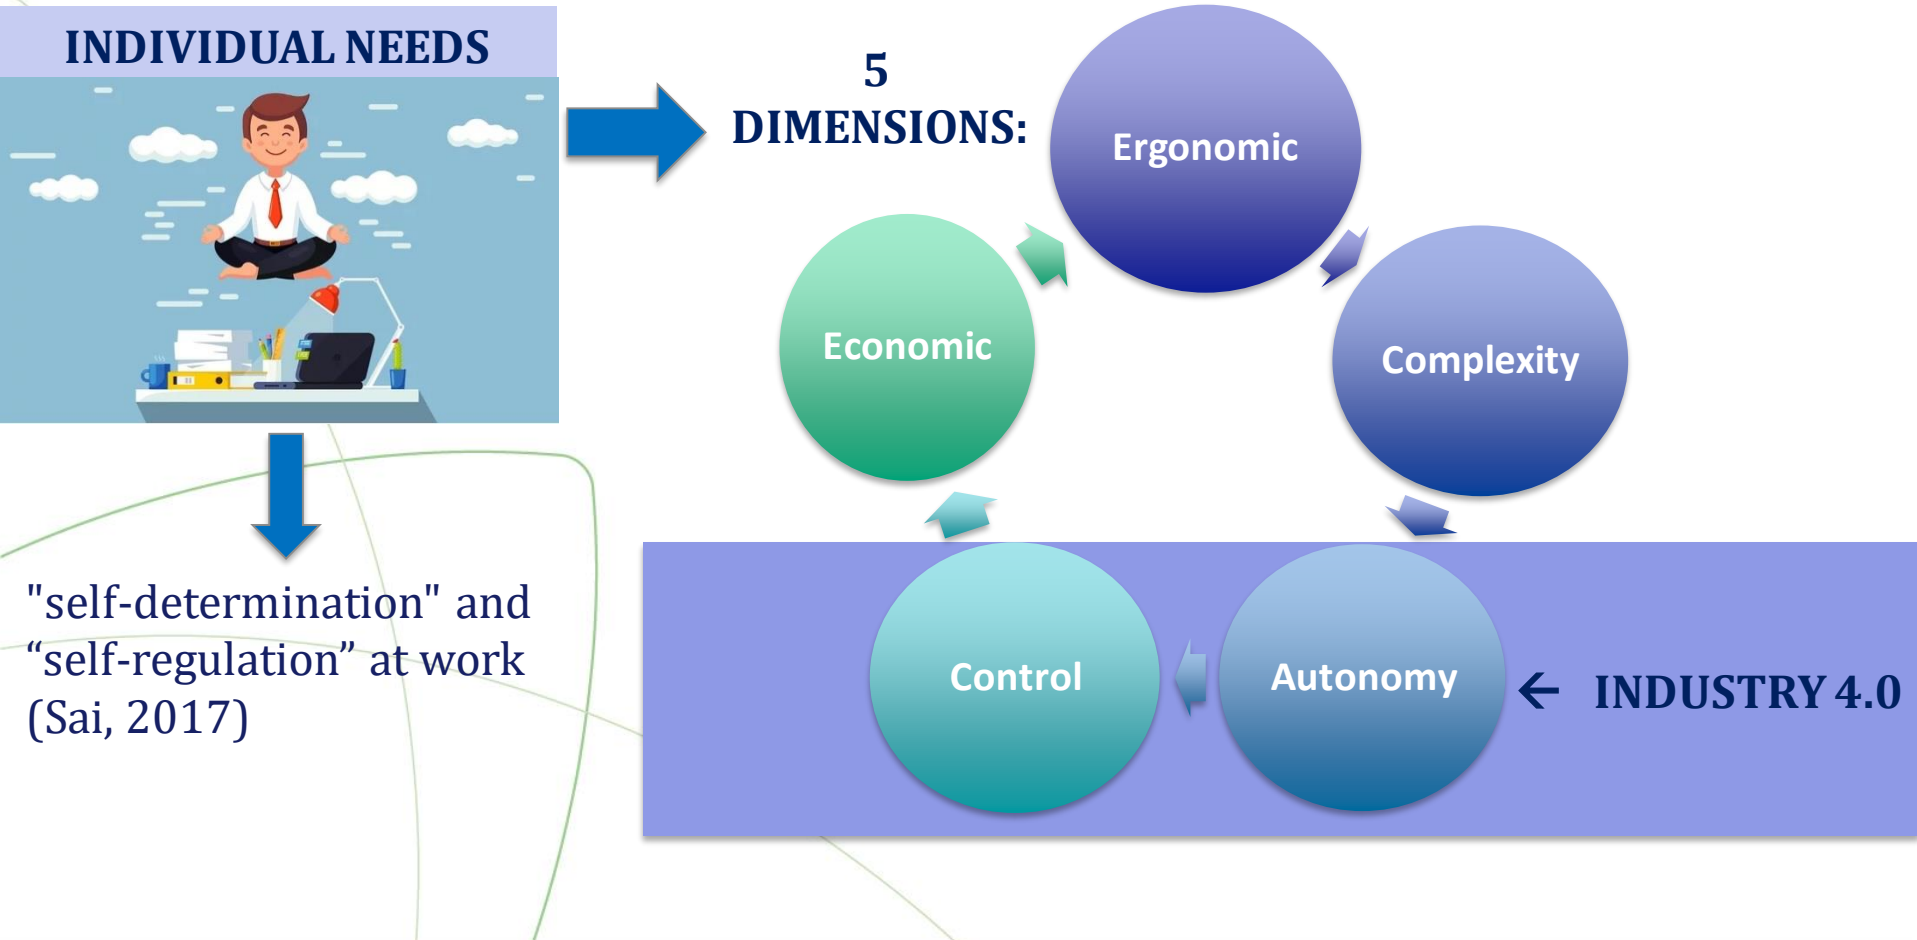 INDIVIDUAL NEEDS
"self-determination" and
“self-regulation” at work
(Sai, 2017)
5
DIMENSIONS:
Ergonomic
Complexity
Autonomy
Control
Economic
← INDUSTRY 4.0